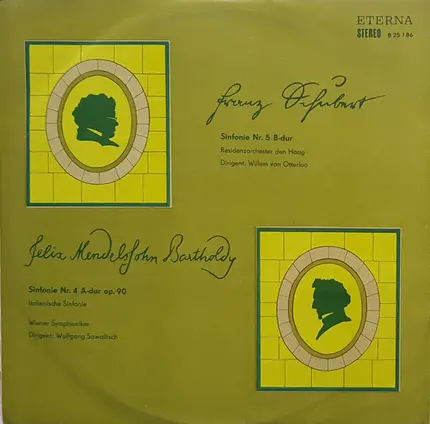 ETERNA
STEREO 8 25 186
Franz Schubert
Sinfonie Nr. 5 B-dur
Residenzorchester den Haag
Dirigent: Willem van Otterloo
Felix Mendelssohn Bartholdy
Sinfonie Nr. 4 A-dur op. 90
Italienische Sinfonie
Wiener Symphoniker
Dirigent: Wolfgang Sawallisch